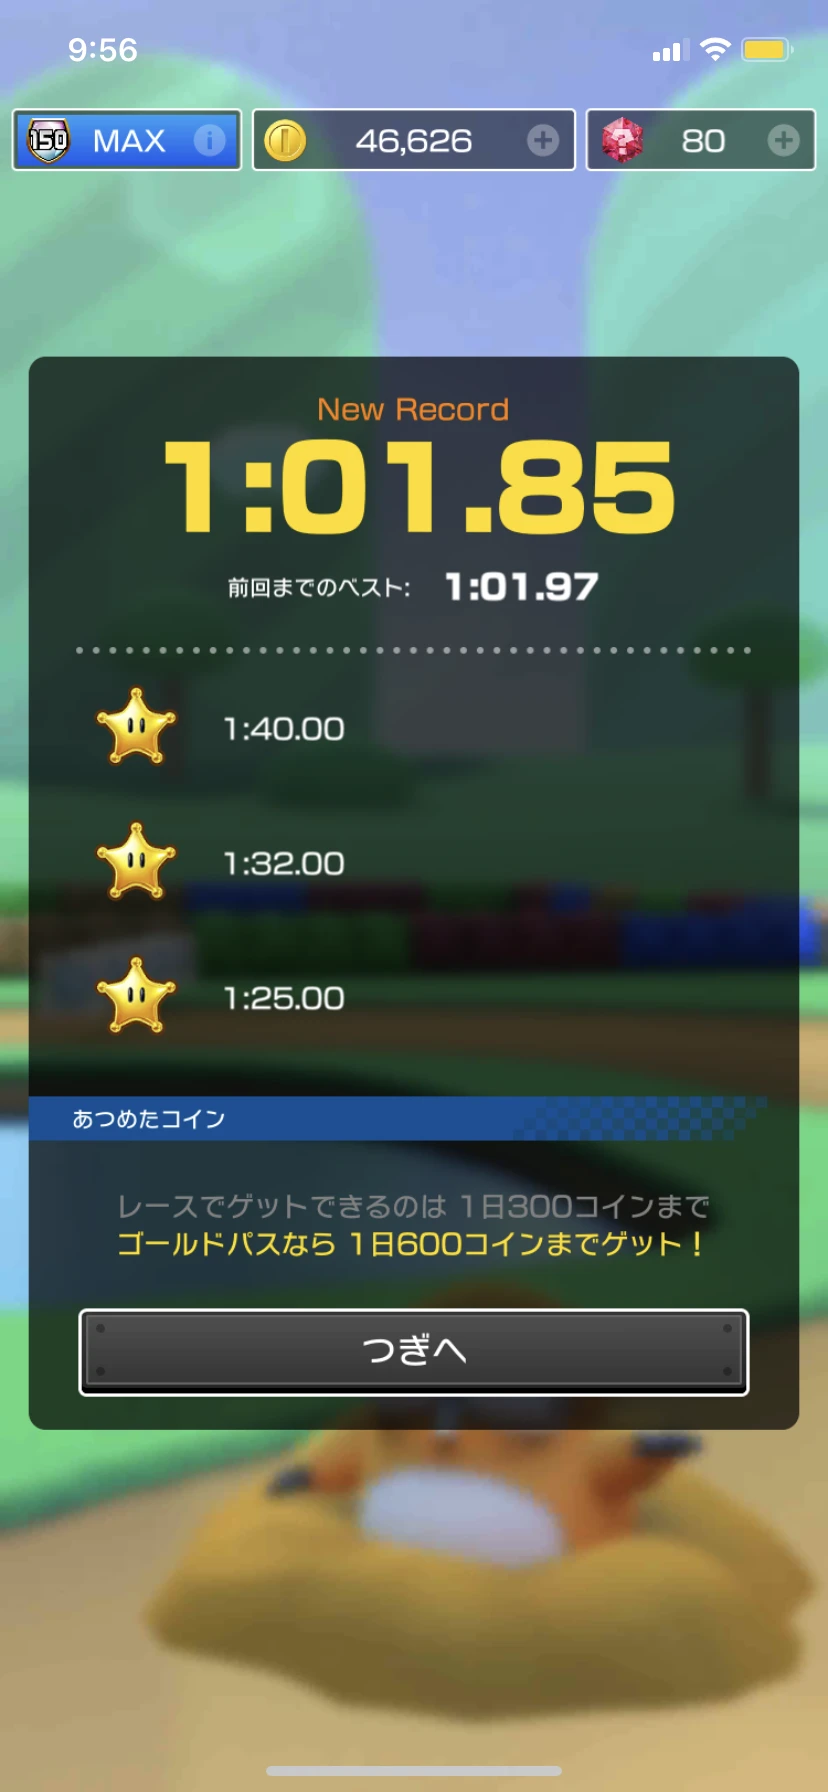 9:56
150 MAX i 46,626 + ? 80 +
New Record
1:01.85
前回までのベスト: 1:01.97
1:40.00
1:32.00
1:25.00
あつめたコイン
レースでゲットできるのは 1日300コインまで
ゴールドパスなら 1日600コインまでゲット！
つぎへ